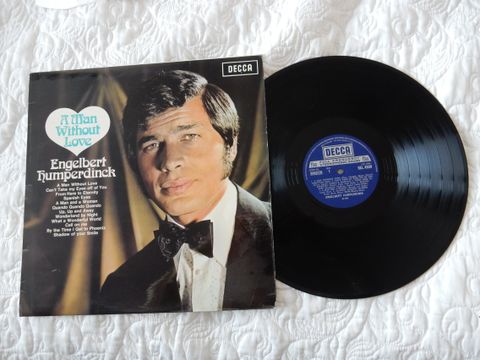 DECCA
A Man
Without
Love
Engelbert
Humperdinck
A Man Without Love
Can't Take my Eyes off of You
From Here to Eternity
Spanish Eyes
A Man and a Woman
Quando Quando Quando
Up, Up and Away
Wonderland by Night
What a Wonderful World
Call on me
By the Time I Get to Phoenix
Shadow of your Smile
DECCA
ENGELBERT HUMPERDINCK